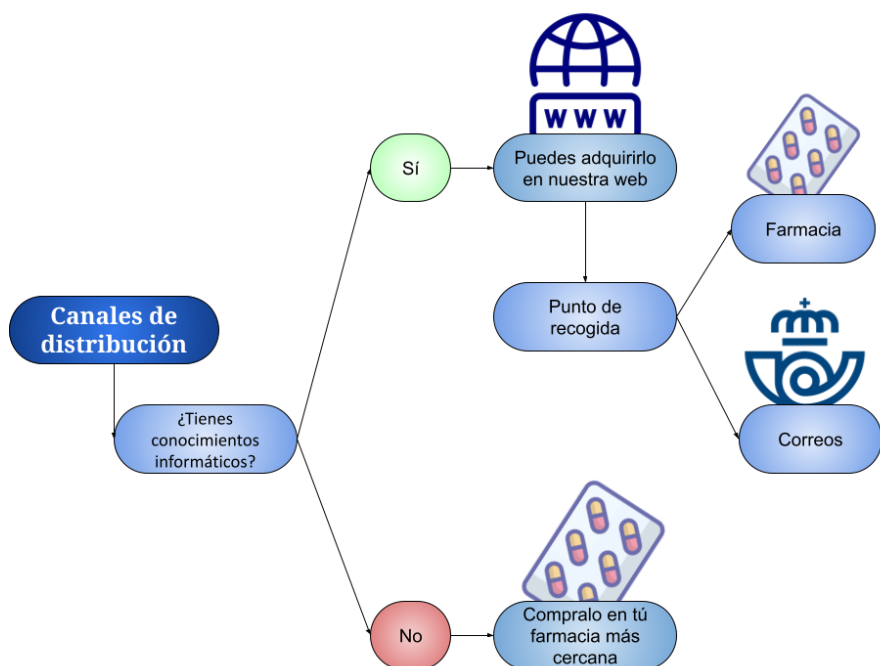 Canales de
distribución
¿Tienes
conocimientos
informáticos?
Sí
WWW
Puedes adquirirlo
en nuestra web
Punto de
recogida
Farmacia
Correos
No
Compralo en tú
farmacia más
cercana